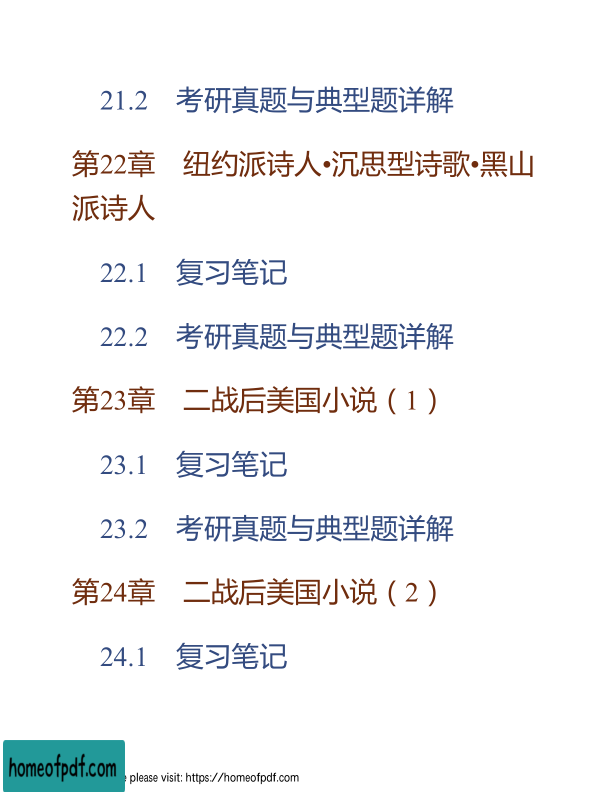 21.2 考研真题与典型题详解
第22章 纽约派诗人•沉思型诗歌•黑山
派诗人
22.1 复习笔记
22.2 考研真题与典型题详解
第23章 二战后美国小说（1）
23.1 复习笔记
23.2 考研真题与典型题详解
第24章 二战后美国小说（2）
24.1 复习笔记
homeofpdf.com
please visit: https://homeofpdf.com